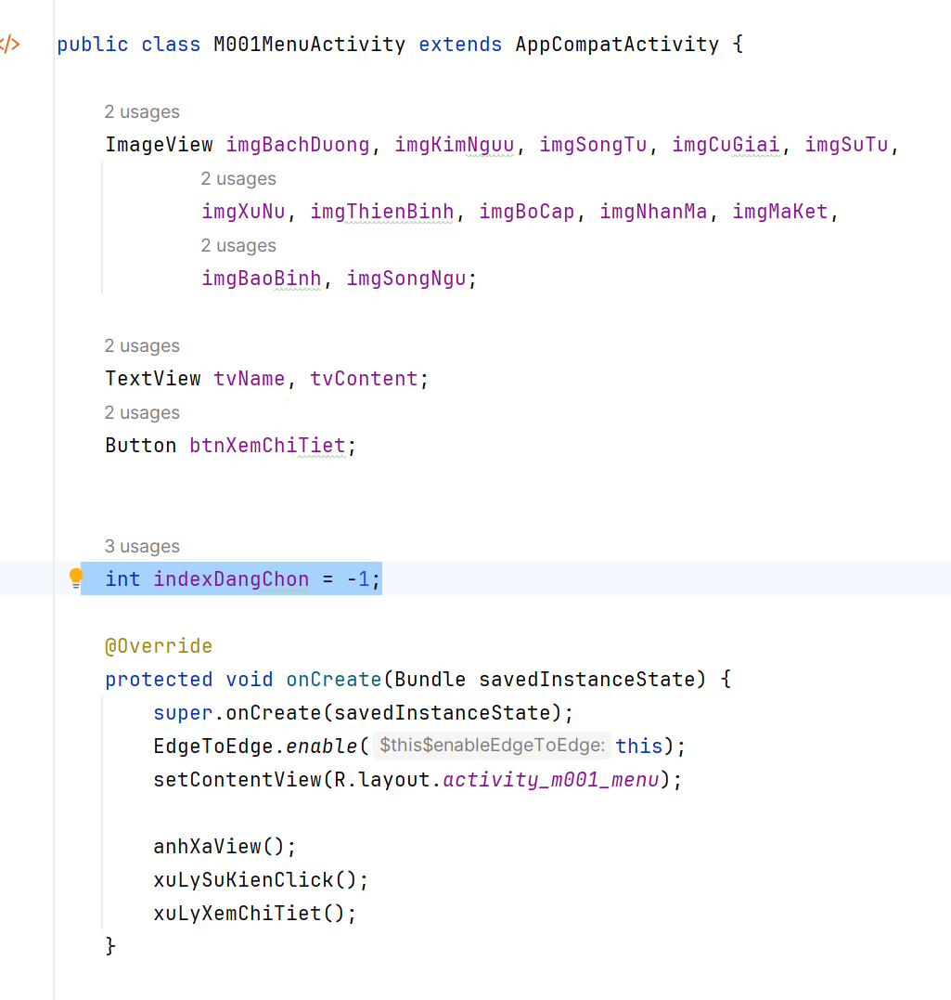 </>
public class M001MenuActivity extends AppCompatActivity {
2 usages
ImageView imgBachDuong, imgKimNguu, imgSongTu, imgCuGiai, imgSuTu,
2 usages
imgXuNu, imgThienBinh, imgBoCap, imgNhanMa, imgMaKet,
2 usages
imgBaoBinh, imgSongNgu;
2 usages
TextView tvName, tvContent;
2 usages
Button btnXemChiTiet;
3 usages
int indexDangChon = -1;
@Override
protected void onCreate(Bundle savedInstanceState) {
super.onCreate(savedInstanceState);
EdgeToEdge.enable( $this$enableEdgeToEdge: this);
setContentView(R.layout.activity_m001_menu);
anhXaView();
xuLySuKienClick();
xuLyXemChiTiet();
}